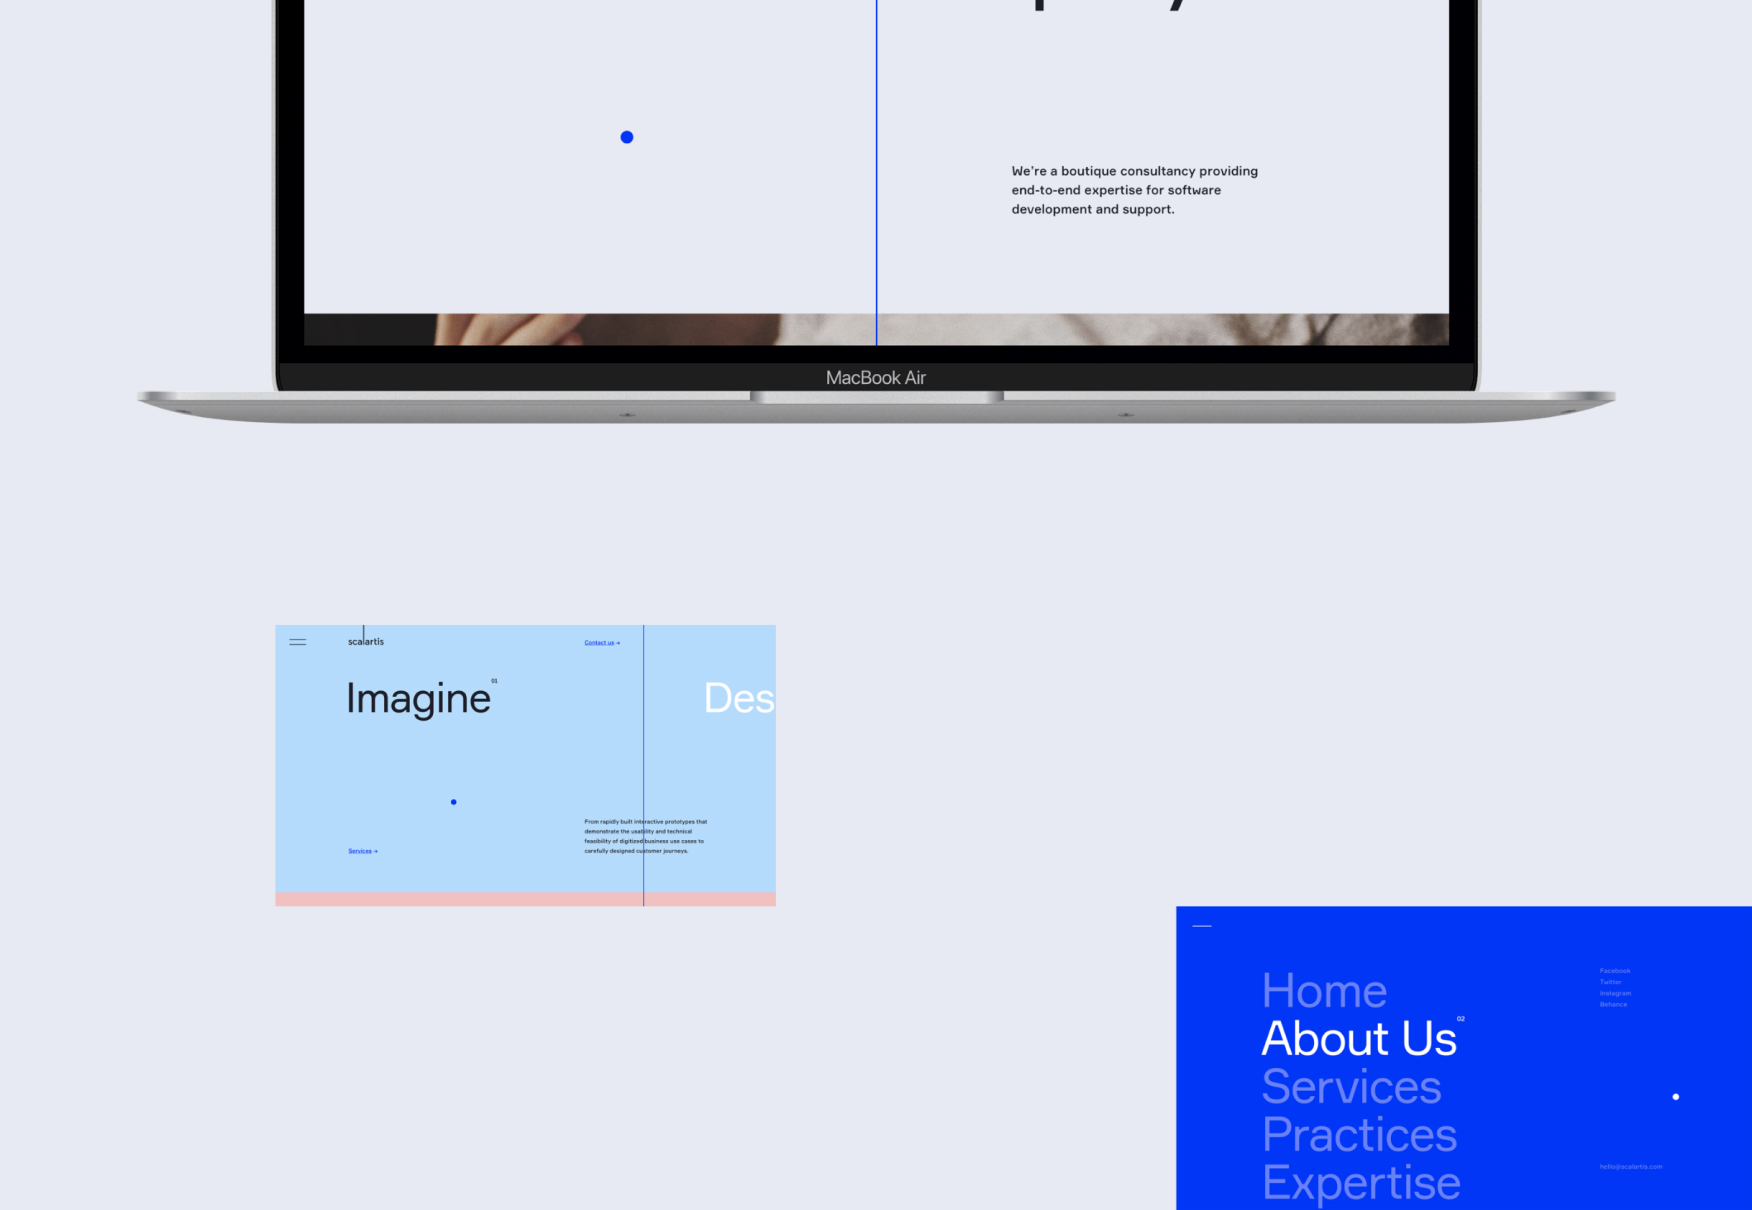 We're a boutique consultancy providing
end-to-end expertise for software
development and support.
MacBook Air
scalartis
Contact us →
Imagine
01
Des
From rapidly built interactive prototypes that
demonstrate the usability and technical
feasibility of digitized business use cases to
carefully designed customer journeys.
Services →
Home
About Us
02
Services
Practices
Expertise
Facebook
Twitter
Instagram
Behance
hello@scalartis.com